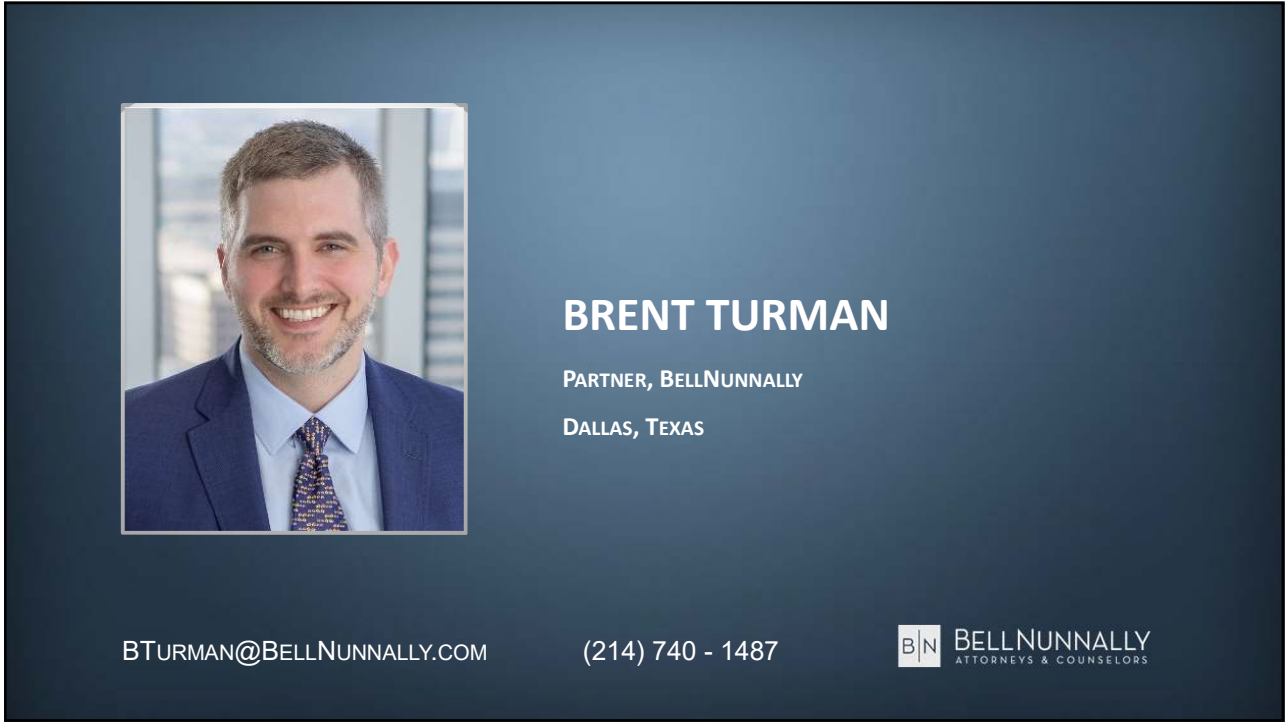 BRENT TURMAN
PARTNER, BELLNUNNALLY
DALLAS, TEXAS
BTURMAN@BELLNUNNALLY.COM
(214) 740 - 1487
B|N BELLNUNNALLY
ATTORNEYS & COUNSELORS